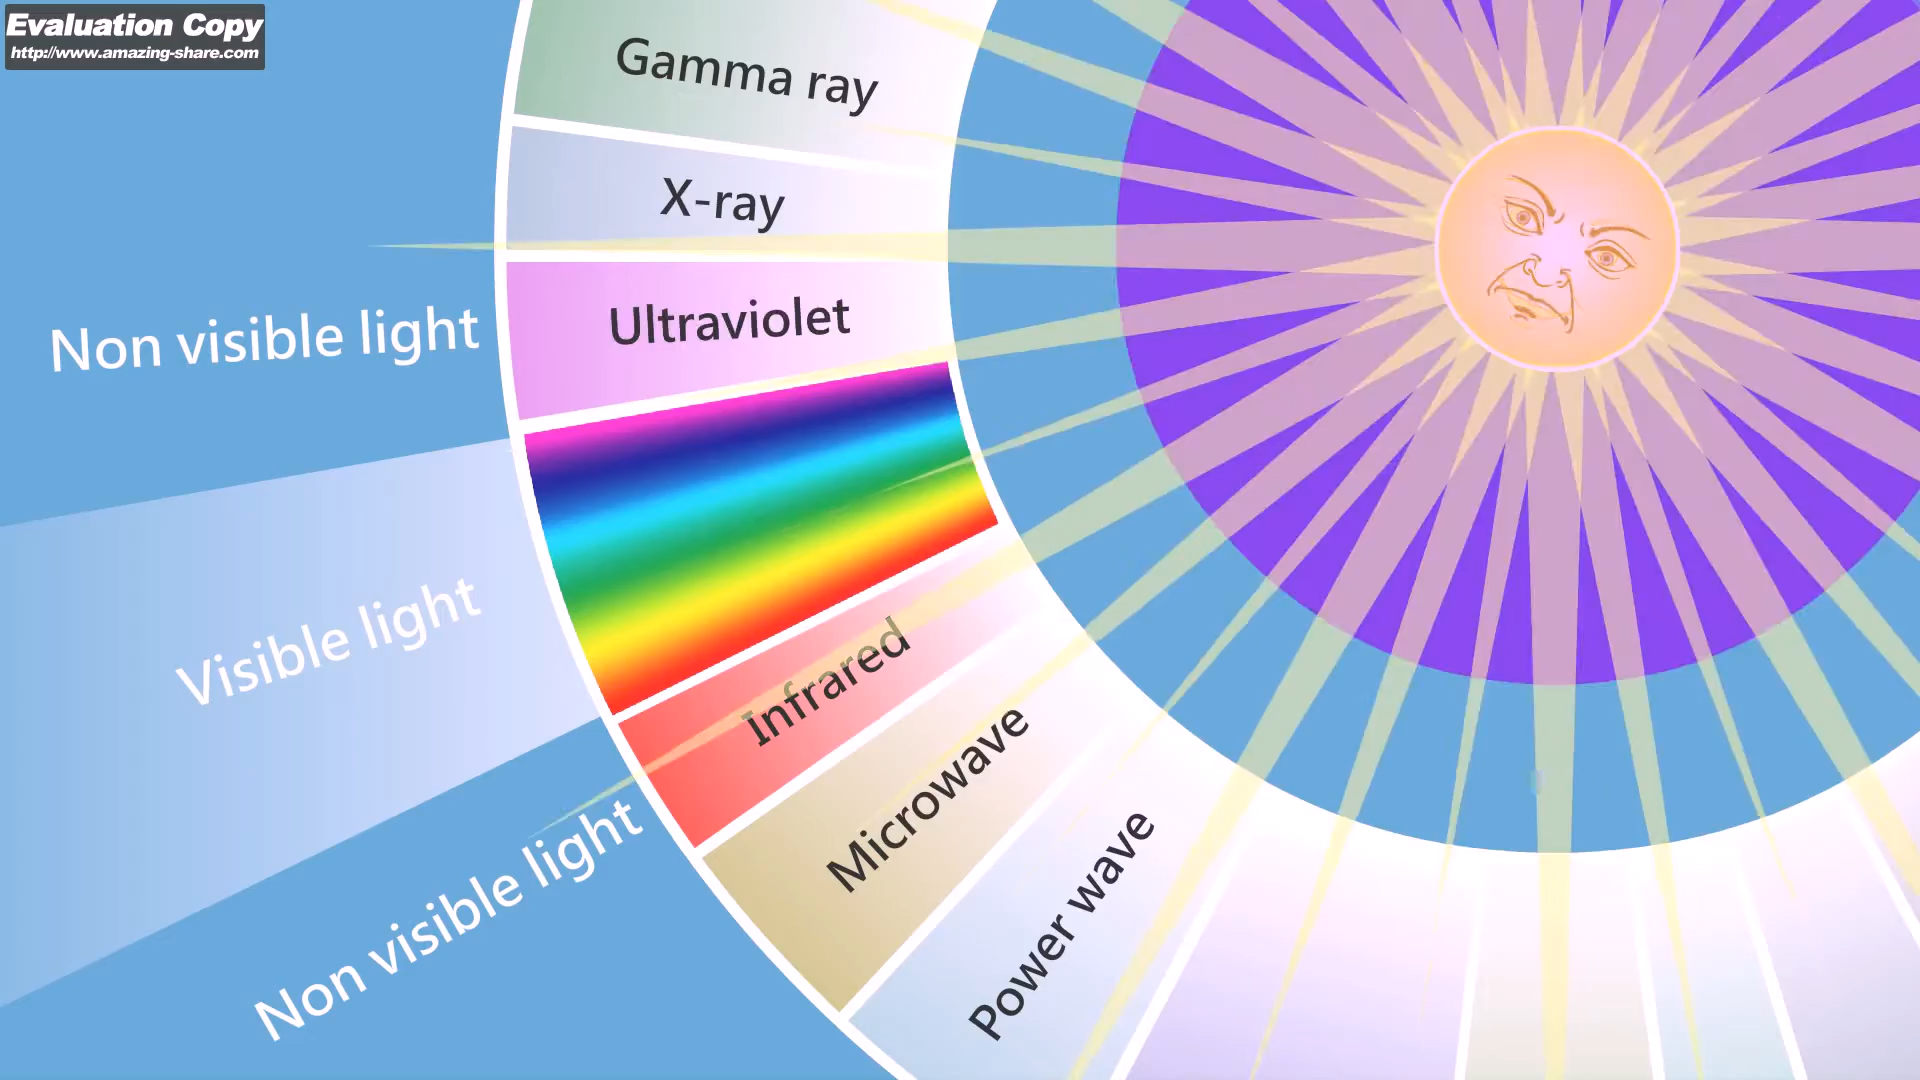 Evaluation Copy
http://www.amazing-share.com
Gamma ray
X-ray
Ultraviolet
Non visible light
Visible light
Infrared
Microwave
Non visible light
Power wave